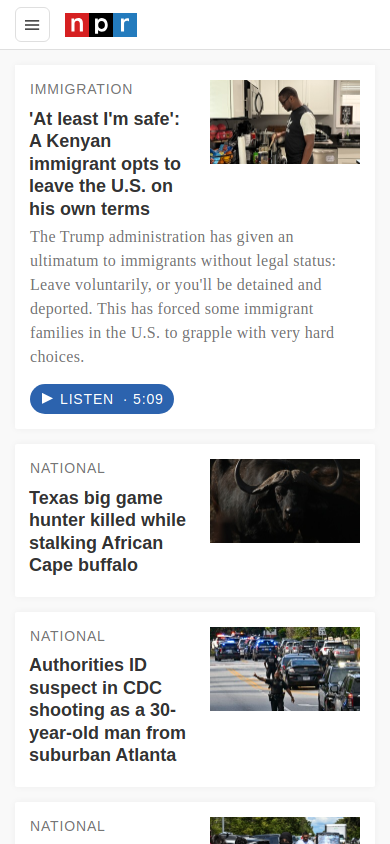 npr
IMMIGRATION
'At least I'm safe':
A Kenyan
immigrant opts to
leave the U.S. on
his own terms
The Trump administration has given an
ultimatum to immigrants without legal status:
Leave voluntarily, or you'll be detained and
deported. This has forced some immigrant
families in the U.S. to grapple with very hard
choices.
LISTEN · 5:09
NATIONAL
Texas big game
hunter killed while
stalking African
Cape buffalo
NATIONAL
Authorities ID
suspect in CDC
shooting as a 30-
year-old man from
suburban Atlanta
NATIONAL